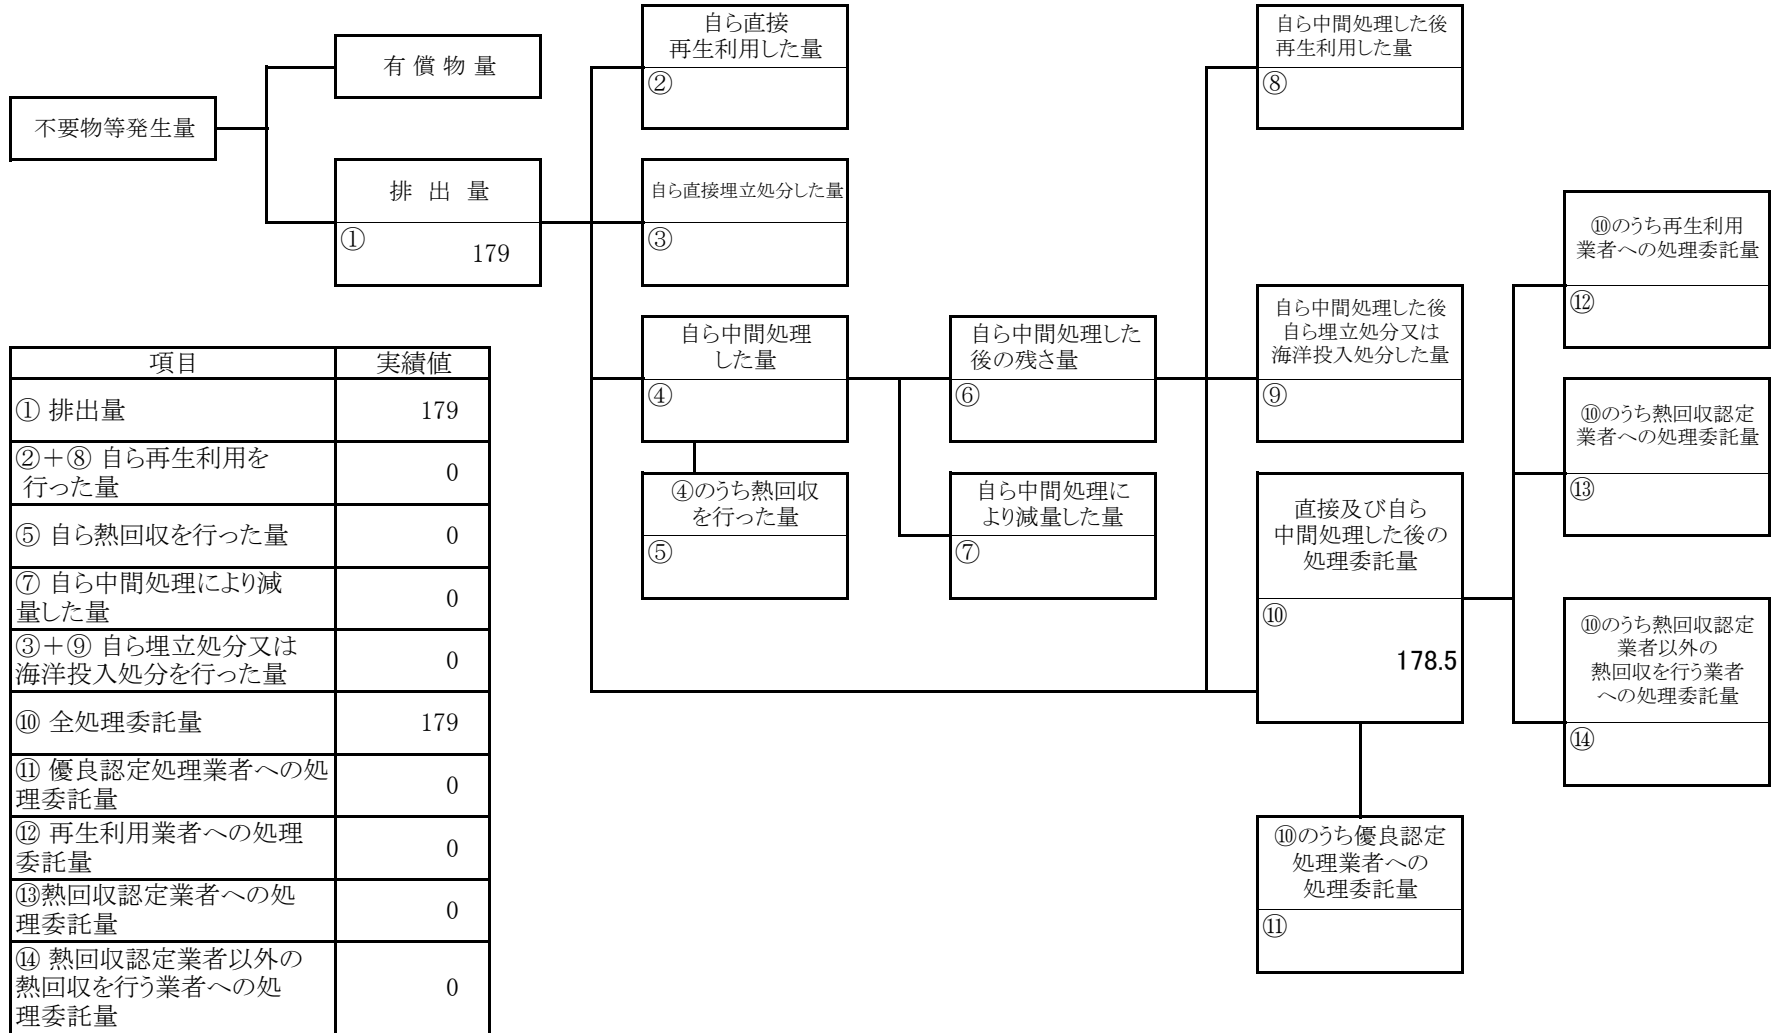 不要物等発生量
有 償 物 量
排 出 量
①
179
自ら直接
再生利用した量
②
自ら直接埋立処分した量
③
自ら中間処理
した量
④
④のうち熱回収
を行った量
⑤
自ら中間処理した
後の残さ量
⑥
自ら中間処理に
より減量した量
⑦
自ら中間処理した後
再生利用した量
⑧
自ら中間処理した後
自ら埋立処分又は
海洋投入処分した量
⑨
直接及び自ら
中間処理した後の
処理委託量
⑩
178.5
⑩のうち優良認定
処理業者への
処理委託量
⑪
⑩のうち再生利用
業者への処理委託量
⑫
⑩のうち熱回収認定
業者への処理委託量
⑬
⑩のうち熱回収認定
業者以外の
熱回収を行う業者
への処理委託量
⑭
項目 実績値
① 排出量 179
②+⑧ 自ら再生利用を
行った量 0
⑤ 自ら熱回収を行った量 0
⑦ 自ら中間処理により減
量した量 0
③+⑨ 自ら埋立処分又は
海洋投入処分を行った量 0
⑩ 全処理委託量 179
⑪ 優良認定処理業者への処
理委託量 0
⑫ 再生利用業者への処理
委託量 0
⑬熱回収認定業者への処
理委託量 0
⑭ 熱回収認定業者以外の
熱回収を行う業者への処
理委託量 0